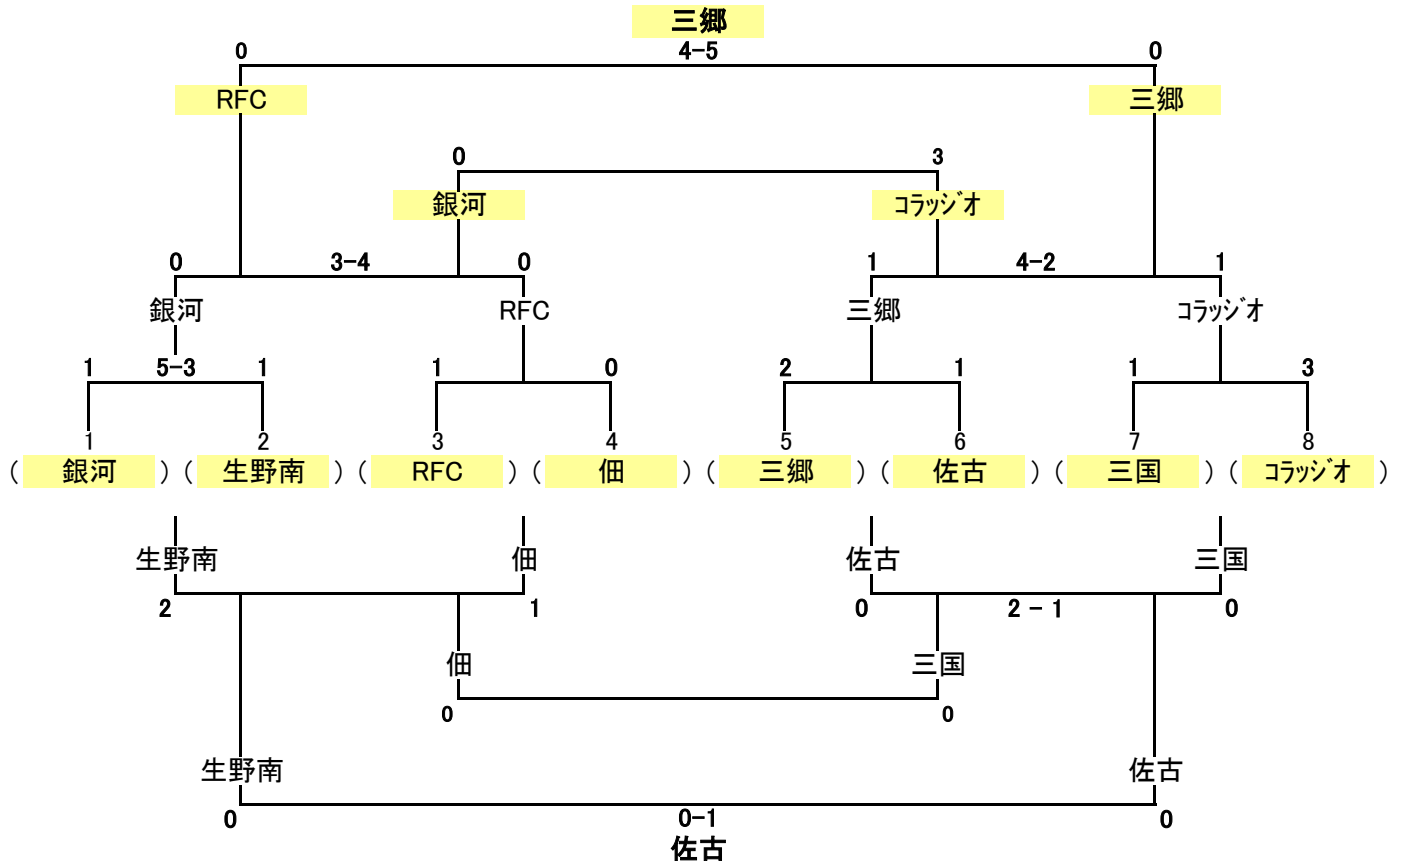 三郷
0 4-5 0
RFC 三郷
0 3
銀河 コラッジオ
0 3-4 0 1 4-2 1
銀河 RFC 三郷 コラッジオ
1 5-3 1 1 0 2 1 1 3
1 2 3 4 5 6 7 8
( 銀河 ) ( 生野南 ) ( RFC ) ( 佃 ) ( 三郷 ) ( 佐古 ) ( 三国 ) ( コラッジオ )
生野南 佃 佐古 三国
2 1 0 2 - 1 0
佃 三国
0 0
生野南 佐古
0 0-1 0
佐古